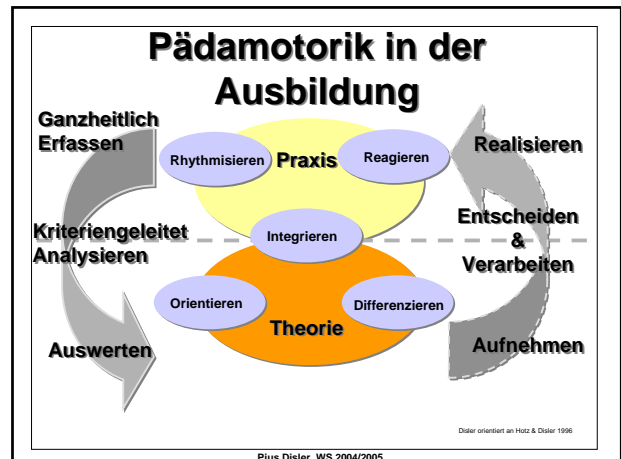 Pädamotorik in der
Ausbildung
Ganzheitlich
Erfassen
Rhythmisieren
Praxis
Reagieren
Realisieren
Kriteriengeleitet
Analysieren
Integrieren
Entscheiden
&
Verarbeiten
Orientieren
Differenzieren
Theorie
Auswerten
Aufnehmen
Disler orientiert an Hotz & Disler 1996
Pius Disler, WS 2004/2005